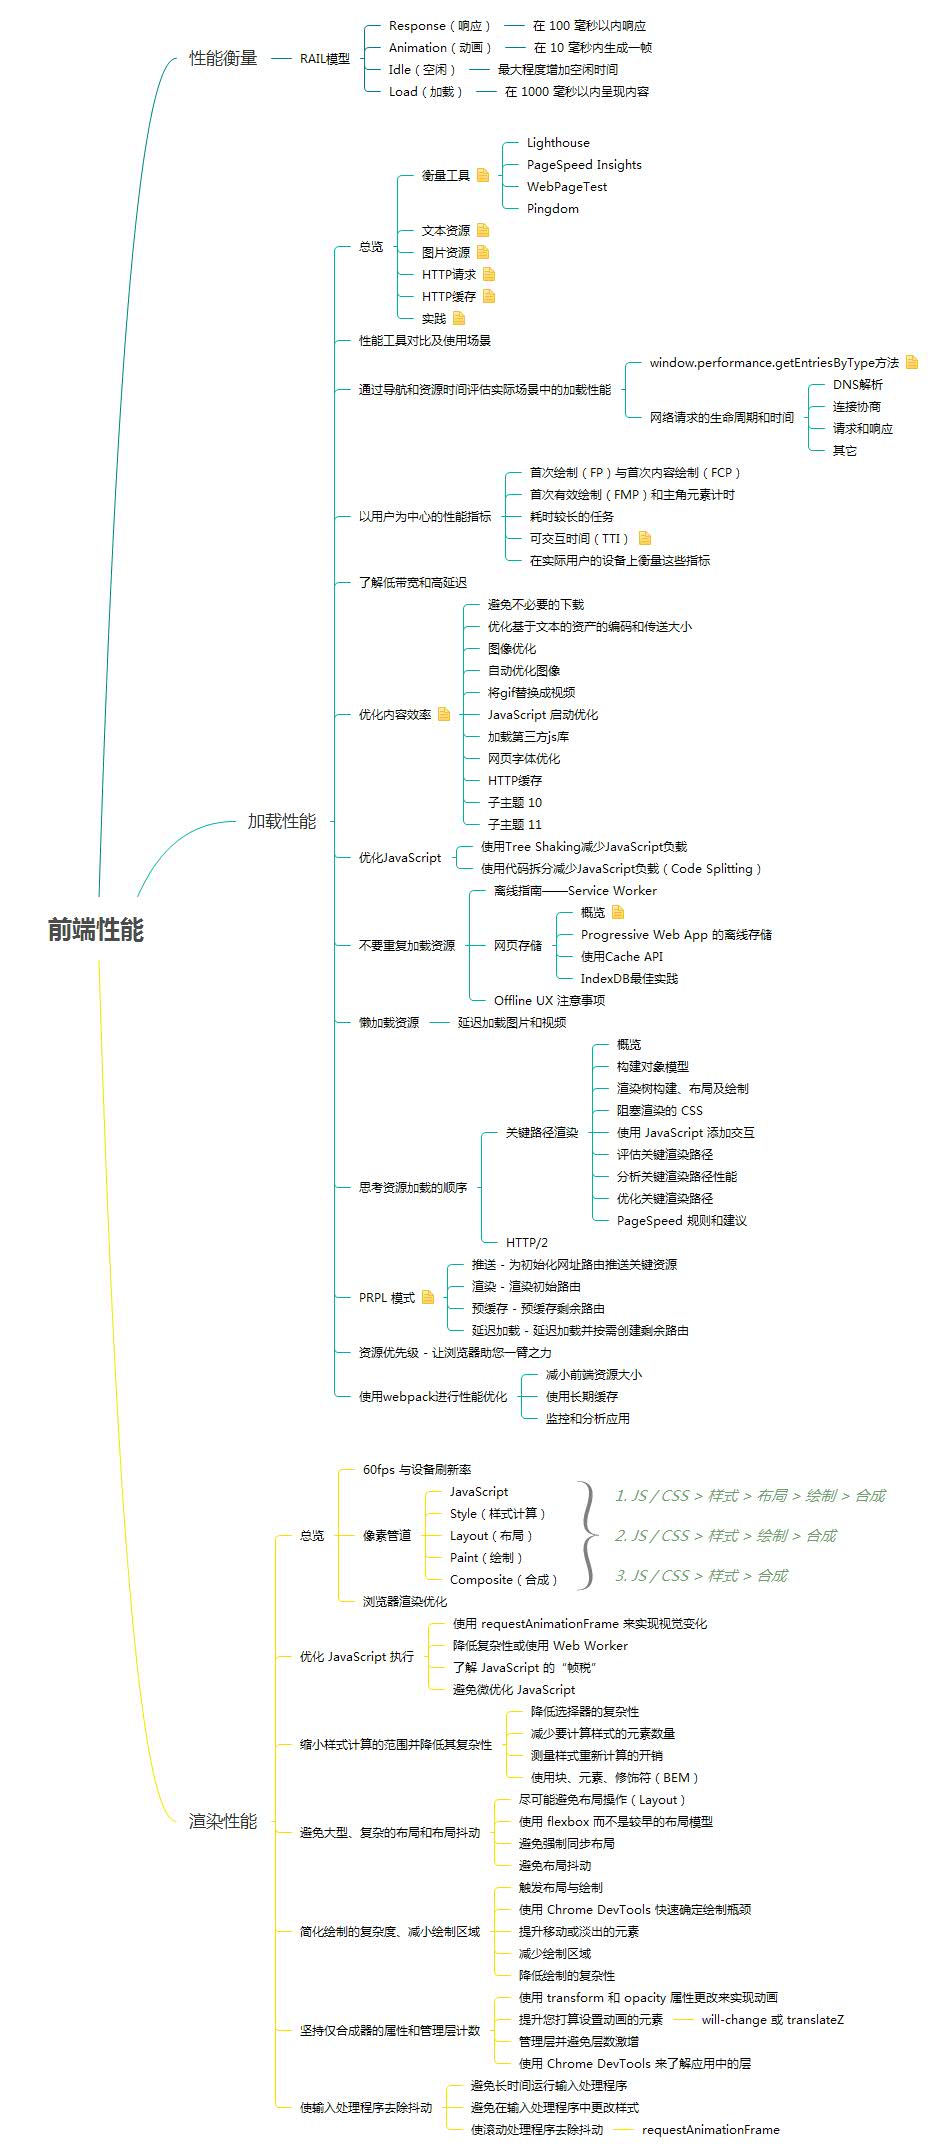 前端性能
性能衡量
RAIL模型
Response（响应）
在 100 毫秒以内响应
Animation（动画）
在 10 毫秒内生成一帧
Idle（空闲）
最大程度增加空闲时间
Load（加载）
在 1000 毫秒以内呈现内容
加载性能
总览
衡量工具
Lighthouse
PageSpeed Insights
WebPageTest
Pingdom
文本资源
图片资源
HTTP请求
HTTP缓存
实践
性能工具对比及使用场景
通过导航和资源时间评估实际场景中的加载性能
window.performance.getEntriesByType方法
网络请求的生命周期和时间
DNS解析
连接协商
请求和响应
其它
以用户为中心的性能指标
首次绘制（FP）与首次内容绘制（FCP）
首次有效绘制（FMP）和主角元素计时
耗时较长的任务
可交互时间（TTI）
在实际用户的设备上衡量这些指标
了解低带宽和高延迟
优化内容效率
避免不必要的下载
优化基于文本的资产的编码和传送大小
图像优化
自动优化图像
将gif替换成视频
JavaScript 启动优化
加载第三方js库
网页字体优化
HTTP缓存
子主题 10
子主题 11
优化JavaScript
使用Tree Shaking减少JavaScript负载
使用代码拆分减少JavaScript负载（Code Splitting）
不要重复加载资源
离线指南——Service Worker
网页存储
概览
Progressive Web App 的离线存储
使用Cache API
IndexDB最佳实践
Offline UX 注意事项
懒加载资源
延迟加载图片和视频
思考资源加载的顺序
关键路径渲染
概览
构建对象模型
渲染树构建、布局及绘制
阻塞渲染的 CSS
使用 JavaScript 添加交互
评估关键渲染路径
分析关键渲染路径性能
优化关键渲染路径
PageSpeed 规则和建议
HTTP/2
PRPL 模式
推送 - 为初始化网址路由推送关键资源
渲染 - 渲染初始路由
预缓存 - 预缓存剩余路由
延迟加载 - 延迟加载并按需创建剩余路由
资源优先级 - 让浏览器助您一臂之力
使用webpack进行性能优化
减小前端资源大小
使用长期缓存
监控和分析应用
渲染性能
总览
60fps 与设备刷新率
像素管道
JavaScript
Style（样式计算）
Layout（布局）
Paint（绘制）
Composite（合成）
1. JS / CSS > 样式 > 布局 > 绘制 > 合成
2. JS / CSS > 样式 > 绘制 > 合成
3. JS / CSS > 样式 > 合成
浏览器渲染优化
优化 JavaScript 执行
使用 requestAnimationFrame 来实现视觉变化
降低复杂性或使用 Web Worker
了解 JavaScript 的“帧税”
避免微优化 JavaScript
缩小样式计算的范围并降低其复杂性
降低选择器的复杂性
减少要计算样式的元素数量
测量样式重新计算的开销
使用块、元素、修饰符（BEM）
避免大型、复杂的布局和布局抖动
尽可能避免布局操作（Layout）
使用 flexbox 而不是较早的布局模型
避免强制同步布局
避免布局抖动
简化绘制的复杂度、减小绘制区域
触发布局与绘制
使用 Chrome DevTools 快速确定绘制瓶颈
提升移动或淡出的元素
减少绘制区域
降低绘制的复杂性
坚持仅合成器的属性和管理层计数
使用 transform 和 opacity 属性更改来实现动画
提升您打算设置动画的元素
will-change 或 translateZ
管理层并避免层数激增
使用 Chrome DevTools 来了解应用中的层
使输入处理程序去除抖动
避免长时间运行输入处理程序
避免在输入处理程序中更改样式
使滚动处理程序去除抖动
requestAnimationFrame